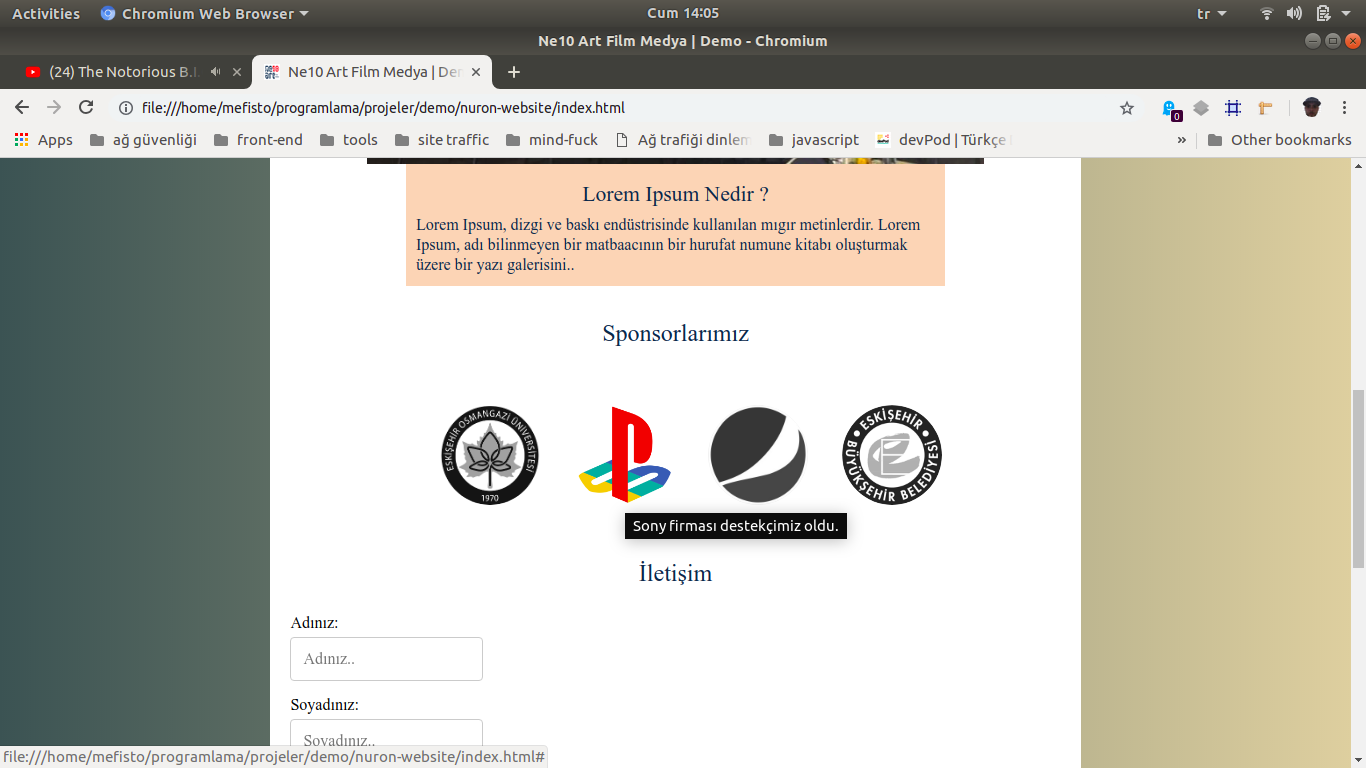 Activities Chromium Web Browser Cum 14:05 tr
Ne10 Art Film Medya | Demo - Chromium
(24) The Notorious B.I. Ne10 Art Film Medya | Der
file:///home/mefisto/programlama/projeler/demo/nuron-website/index.html
0
Apps ağ güvenliği front-end tools site traffic mind-fuck Ağ trafiği dinlem javascript devPod | Türkçe » Other bookmarks
Lorem Ipsum Nedir ?
Lorem Ipsum, dizgi ve baskı endüstrisinde kullanılan mıgır metinlerdir. Lorem
Ipsum, adı bilinmeyen bir matbaacının bir hurufat numune kitabı oluşturmak
üzere bir yazı galerisini..
Sponsorlarımız
ESKİŞEHİR OSMANGAZİ ÜNİVERSİTESİ
1970
ESKİŞEHİR
BÜYÜKŞEHİR BELEDİYESİ
Sony firması destekçimiz oldu.
İletişim
Adınız:
Adınız..
Soyadınız:
Soyadınız..
file:///home/mefisto/programlama/projeler/demo/nuron-website/index.html#